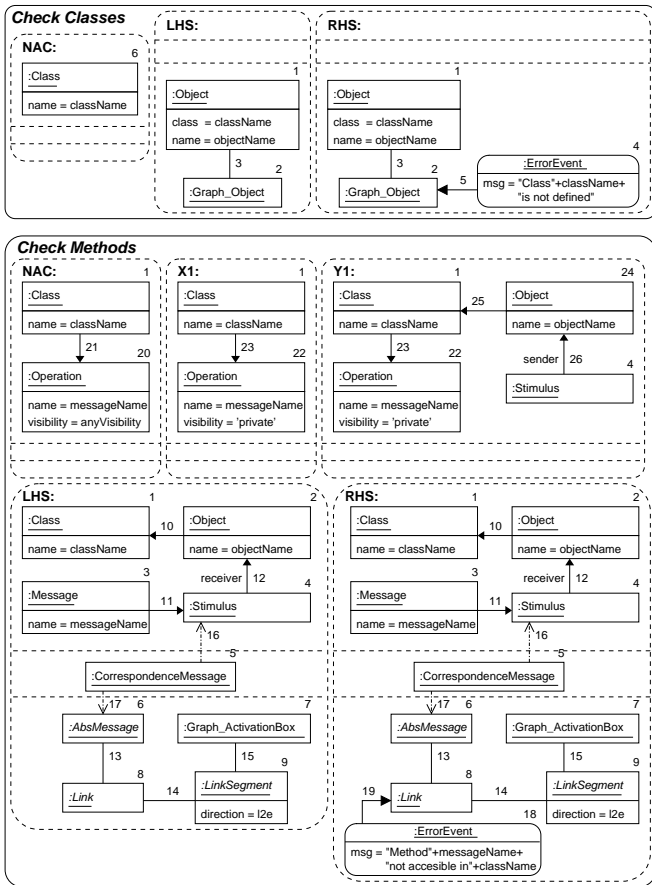 Check Classes
NAC:
6
:Class
name = className
LHS:
1
:Object
class = className
name = objectName
3
2
:Graph_Object
RHS:
1
:Object
class = className
name = objectName
3
2
:Graph_Object
5
4
:ErrorEvent
msg = "Class"+className+
"is not defined"
Check Methods
NAC:
1
:Class
name = className
21
20
:Operation
name = messageName
visibility = anyVisibility
X1:
1
:Class
name = className
23
22
:Operation
name = messageName
visibility = 'private'
Y1:
1
:Class
name = className
23
22
:Operation
name = messageName
visibility = 'private'
25
24
:Object
name = objectName
sender
26
4
:Stimulus
LHS:
1
:Class
name = className
10
2
:Object
name = objectName
receiver
12
3
:Message
name = messageName
11
4
:Stimulus
16
5
:CorrespondenceMessage
17
6
:AbsMessage
7
:Graph_ActivationBox
13
15
8
:Link
14
9
:LinkSegment
direction = l2e
RHS:
1
:Class
name = className
10
2
:Object
name = objectName
receiver
12
3
:Message
name = messageName
11
4
:Stimulus
16
5
:CorrespondenceMessage
17
6
:AbsMessage
7
:Graph_ActivationBox
13
15
8
:Link
14
9
:LinkSegment
direction = l2e
19
18
:ErrorEvent
msg = "Method"+messageName+
"not accesible in"+className